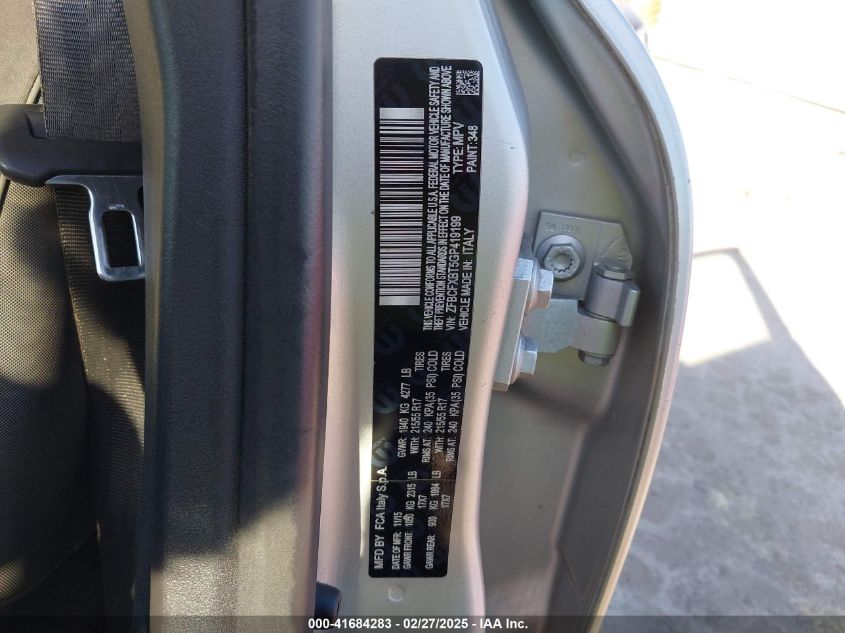 MFD BY FCA Italy S.p.A.
DATE OF MFR: 11/15
GVWR: 1940 KG 4277 LB
GAWR FRONT: 1050 KG 2315 LB
WITH: 215/55 R17 TIRES
17X7
RIMS AT: 240 KPA(35 PSI) COLD
GAWR REAR: 900 KG 1984 LB
WITH: 215/55 R17 TIRES
17X7
RIMS AT: 240 KPA(35 PSI) COLD
THIS VEHICLE CONFORMS TO ALL APPLICABLE U.S.A. FEDERAL MOTOR VEHICLE SAFETY AND
THEFT PREVENTION STANDARDS IN EFFECT ON THE DATE OF MANUFACTURE SHOWN ABOVE
VIN: ZFBCFXBT5GP419199
TYPE: MPV
VEHICLE MADE IN: ITALY
PAINT: 348
000-41684283 - 02/27/2025 - IAA Inc.